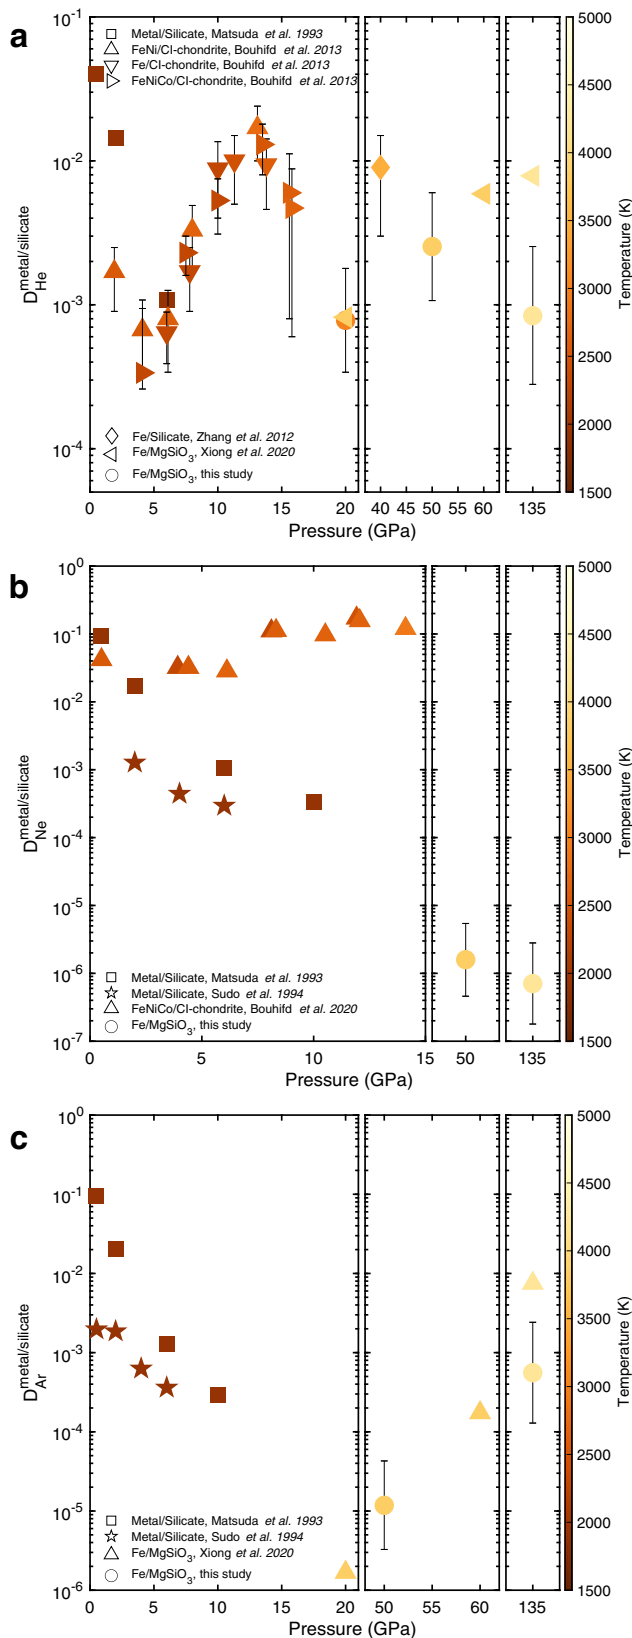 a
10^-1
10^-2
10^-3
10^-4
D_He^metal/silicate
Metal/Silicate, Matsuda et al. 1993
FeNi/CI-chondrite, Bouhifd et al. 2013
Fe/CI-chondrite, Bouhifd et al. 2013
FeNiCo/CI-chondrite, Bouhifd et al. 2013
Fe/Silicate, Zhang et al. 2012
Fe/MgSiO3, Xiong et al. 2020
Fe/MgSiO3, this study
0 5 10 15 20 40 45 50 55 60 135
Pressure (GPa)
5000
4500
4000
3500
3000
2500
2000
1500
Temperature (K)
b
10^0
10^-1
10^-2
10^-3
10^-4
10^-5
10^-6
10^-7
D_Ne^metal/silicate
Metal/Silicate, Matsuda et al. 1993
Metal/Silicate, Sudo et al. 1994
FeNiCo/CI-chondrite, Bouhifd et al. 2020
Fe/MgSiO3, this study
0 5 10 15 50 135
Pressure (GPa)
5000
4500
4000
3500
3000
2500
2000
1500
Temperature (K)
c
10^0
10^-1
10^-2
10^-3
10^-4
10^-5
10^-6
D_Ar^metal/silicate
Metal/Silicate, Matsuda et al. 1993
Metal/Silicate, Sudo et al. 1994
Fe/MgSiO3, Xiong et al. 2020
Fe/MgSiO3, this study
0 5 10 15 20 50 55 60 135
Pressure (GPa)
5000
4500
4000
3500
3000
2500
2000
1500
Temperature (K)